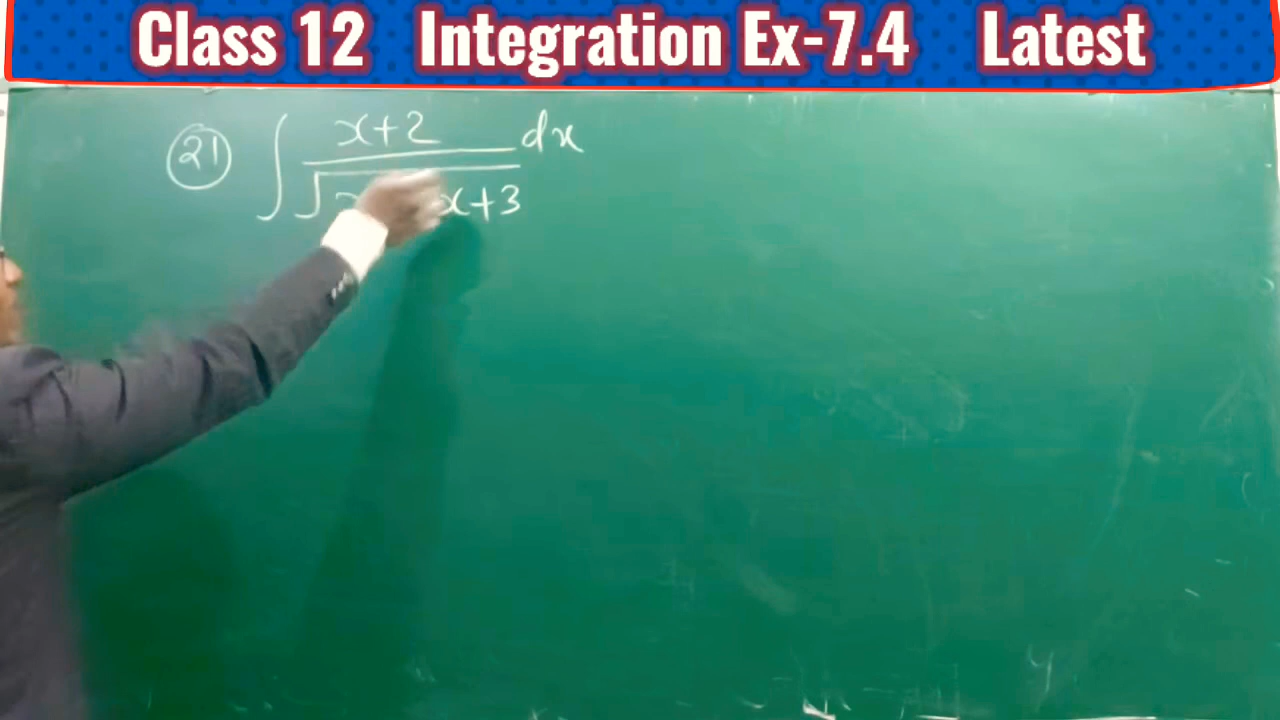 Class 12 Integration Ex-7.4 Latest
21 ∫ x+2 dx
√x x+3